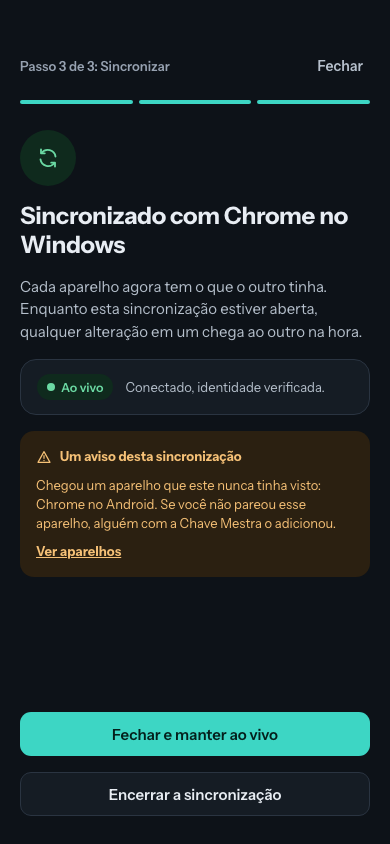 Passo 3 de 3: Sincronizar
Fechar
Sincronizado com Chrome no
Windows
Cada aparelho agora tem o que o outro tinha.
Enquanto esta sincronização estiver aberta,
qualquer alteração em um chega ao outro na hora.
Ao vivo
Conectado, identidade verificada.
Um aviso desta sincronização
Chegou um aparelho que este nunca tinha visto:
Chrome no Android. Se você não pareou esse
aparelho, alguém com a Chave Mestra o adicionou.
Ver aparelhos
Fechar e manter ao vivo
Encerrar a sincronização